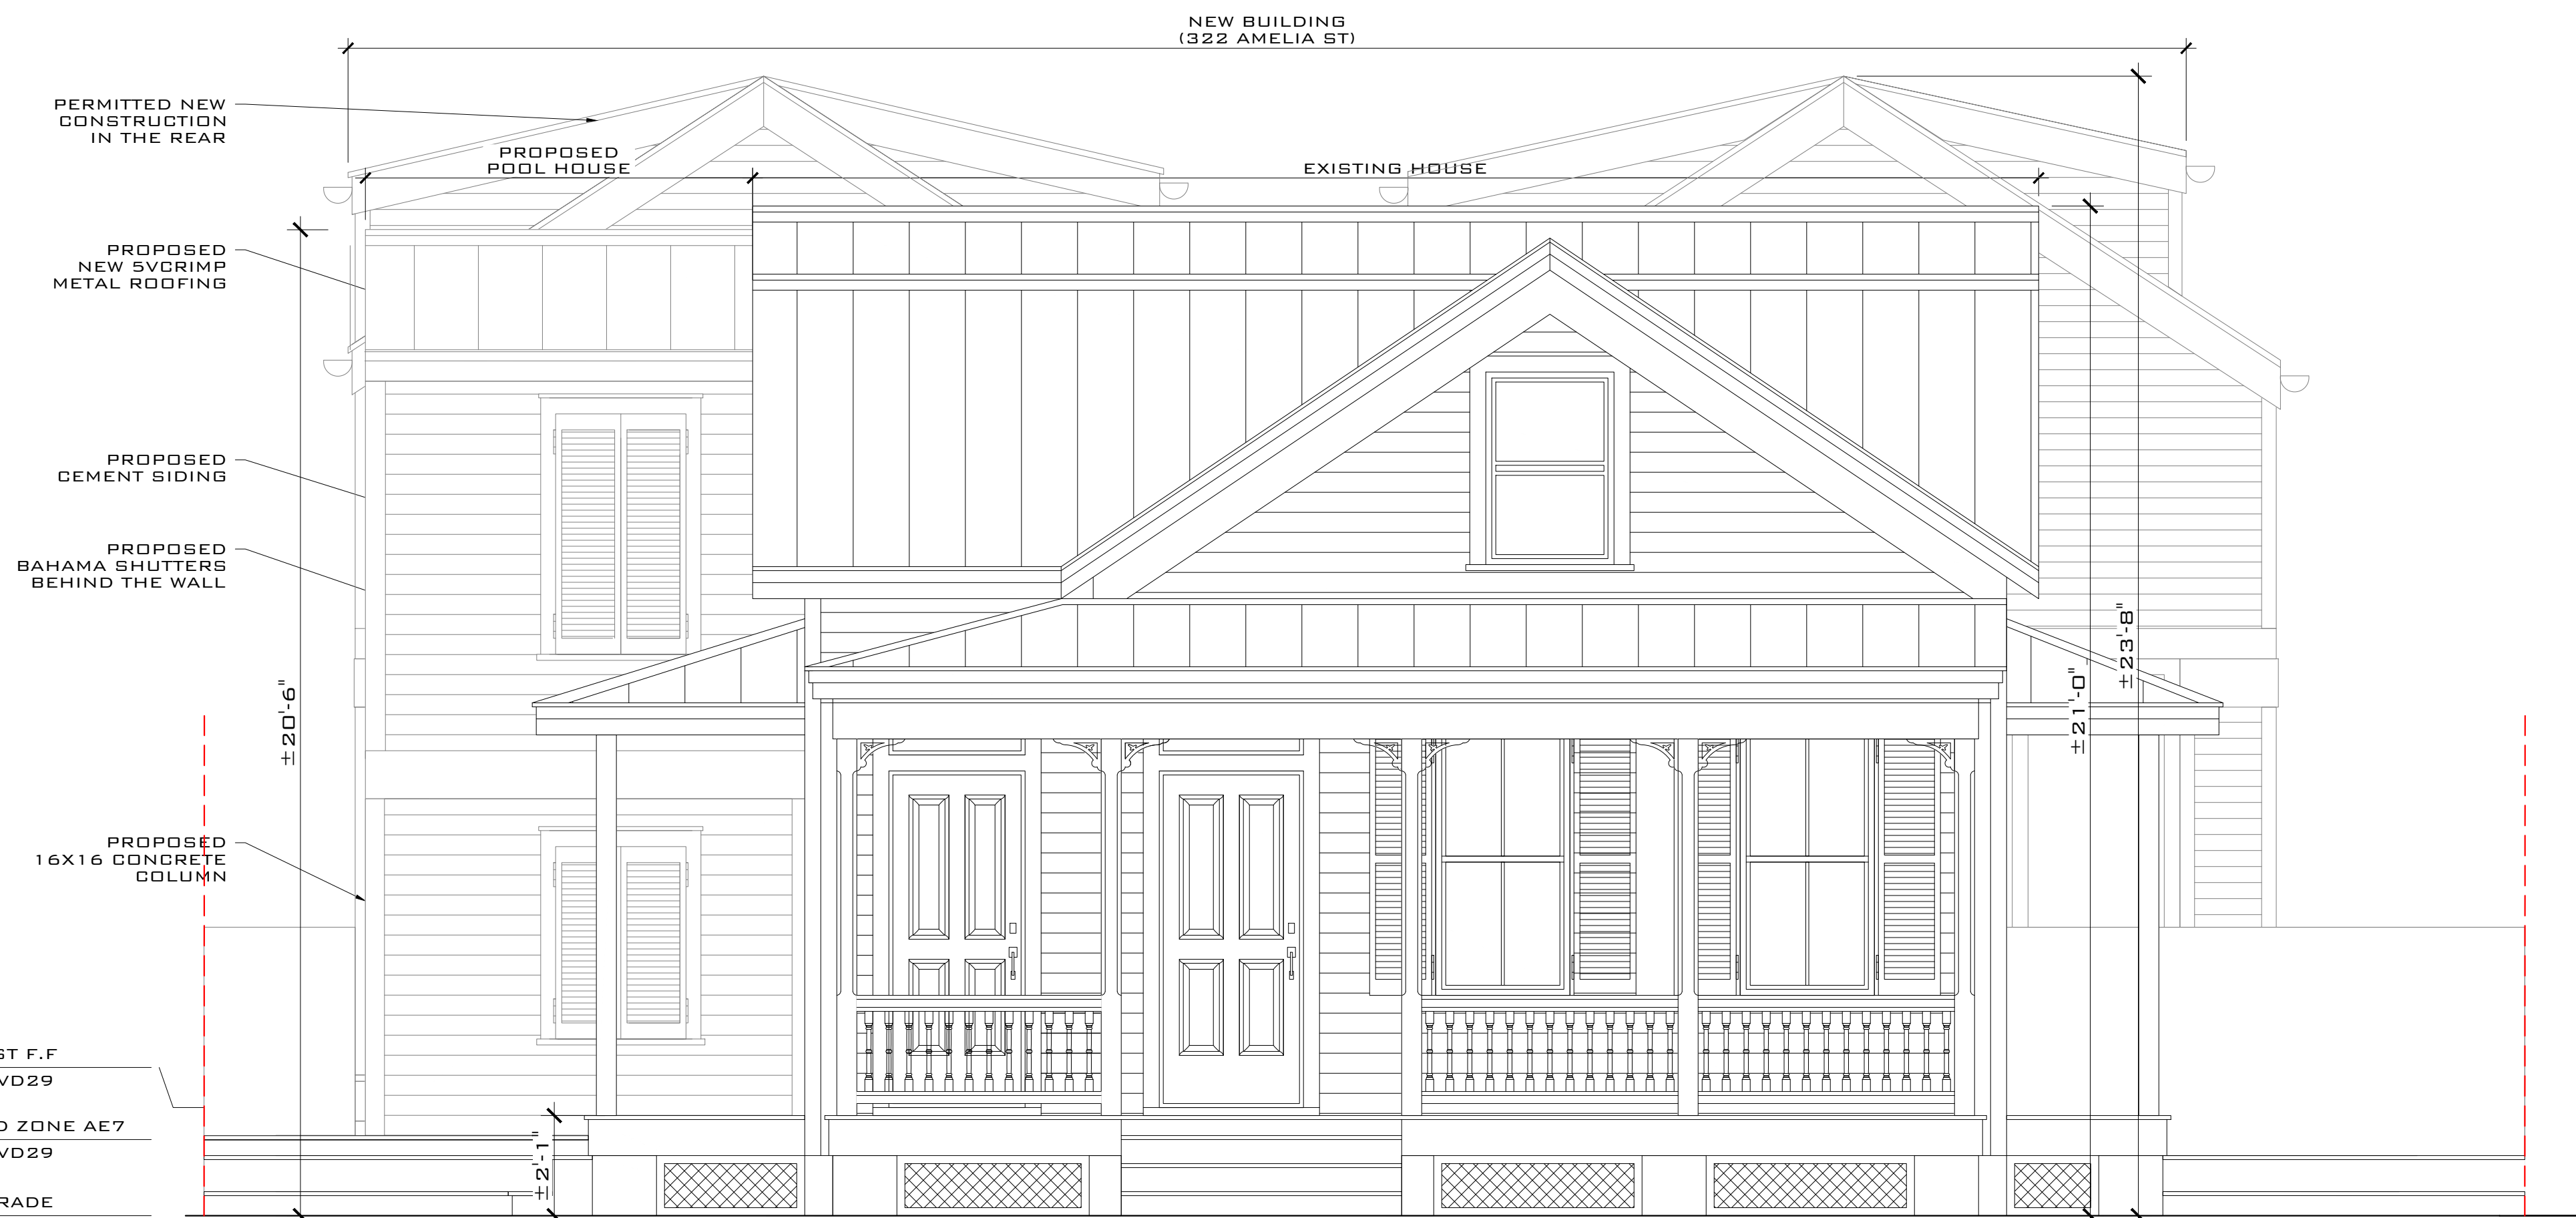 NEW BUILDING
(322 AMELIA ST)
PERMITTED NEW
CONSTRUCTION
IN THE REAR
PROPOSED
POOL HOUSE
EXISTING HOUSE
PROPOSED
NEW 5VCRIMP
METAL ROOFING
PROPOSED
CEMENT SIDING
PROPOSED
BAHAMA SHUTTERS
BEHIND THE WALL
±20'-6"
±23'-8"
±21'-0"
PROPOSED
16X16 CONCRETE
COLUMN
ST F.F
VD29
D ZONE AE7
VD29
RADE
±2'-1"